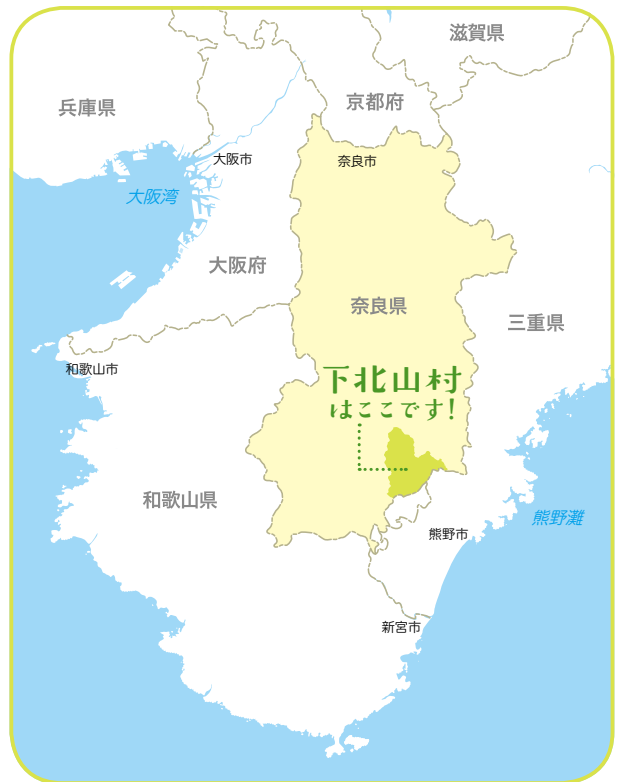 滋賀県
京都府
兵庫県
大阪市
奈良市
大阪湾
大阪府
奈良県
三重県
和歌山市
下北山村
はここです!
和歌山県
熊野灘
熊野市
新宮市